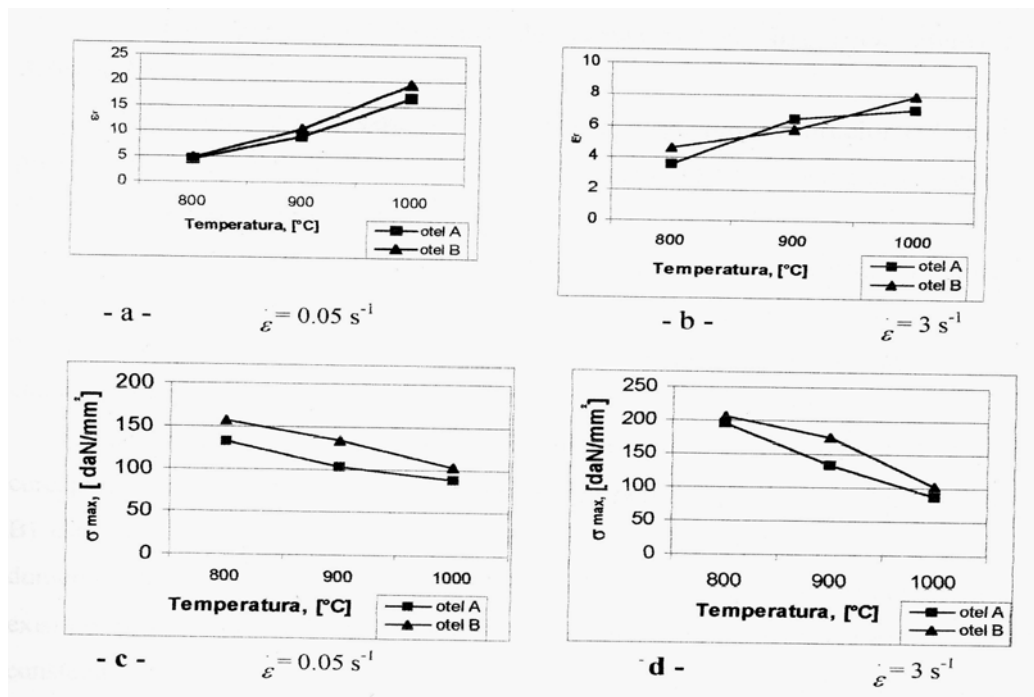 25
20
15
10
5
0
εr
800 900 1000
Temperatura, [°C]
otel A
otel B
- a -
ε̇ = 0.05 s⁻¹
10
8
6
4
2
0
εr
800 900 1000
Temperatura, [°C]
otel A
otel B
- b -
ε̇ = 3 s⁻¹
200
150
100
50
0
σ max, [ daN/mm²]
800 900 1000
Temperatura, [°C]
otel A
otel B
- c -
ε̇ = 0.05 s⁻¹
250
200
150
100
50
0
σ max, [ daN/mm²]
800 900 1000
Temperatura, [°C]
otel A
otel B
d -
ε̇ = 3 s⁻¹